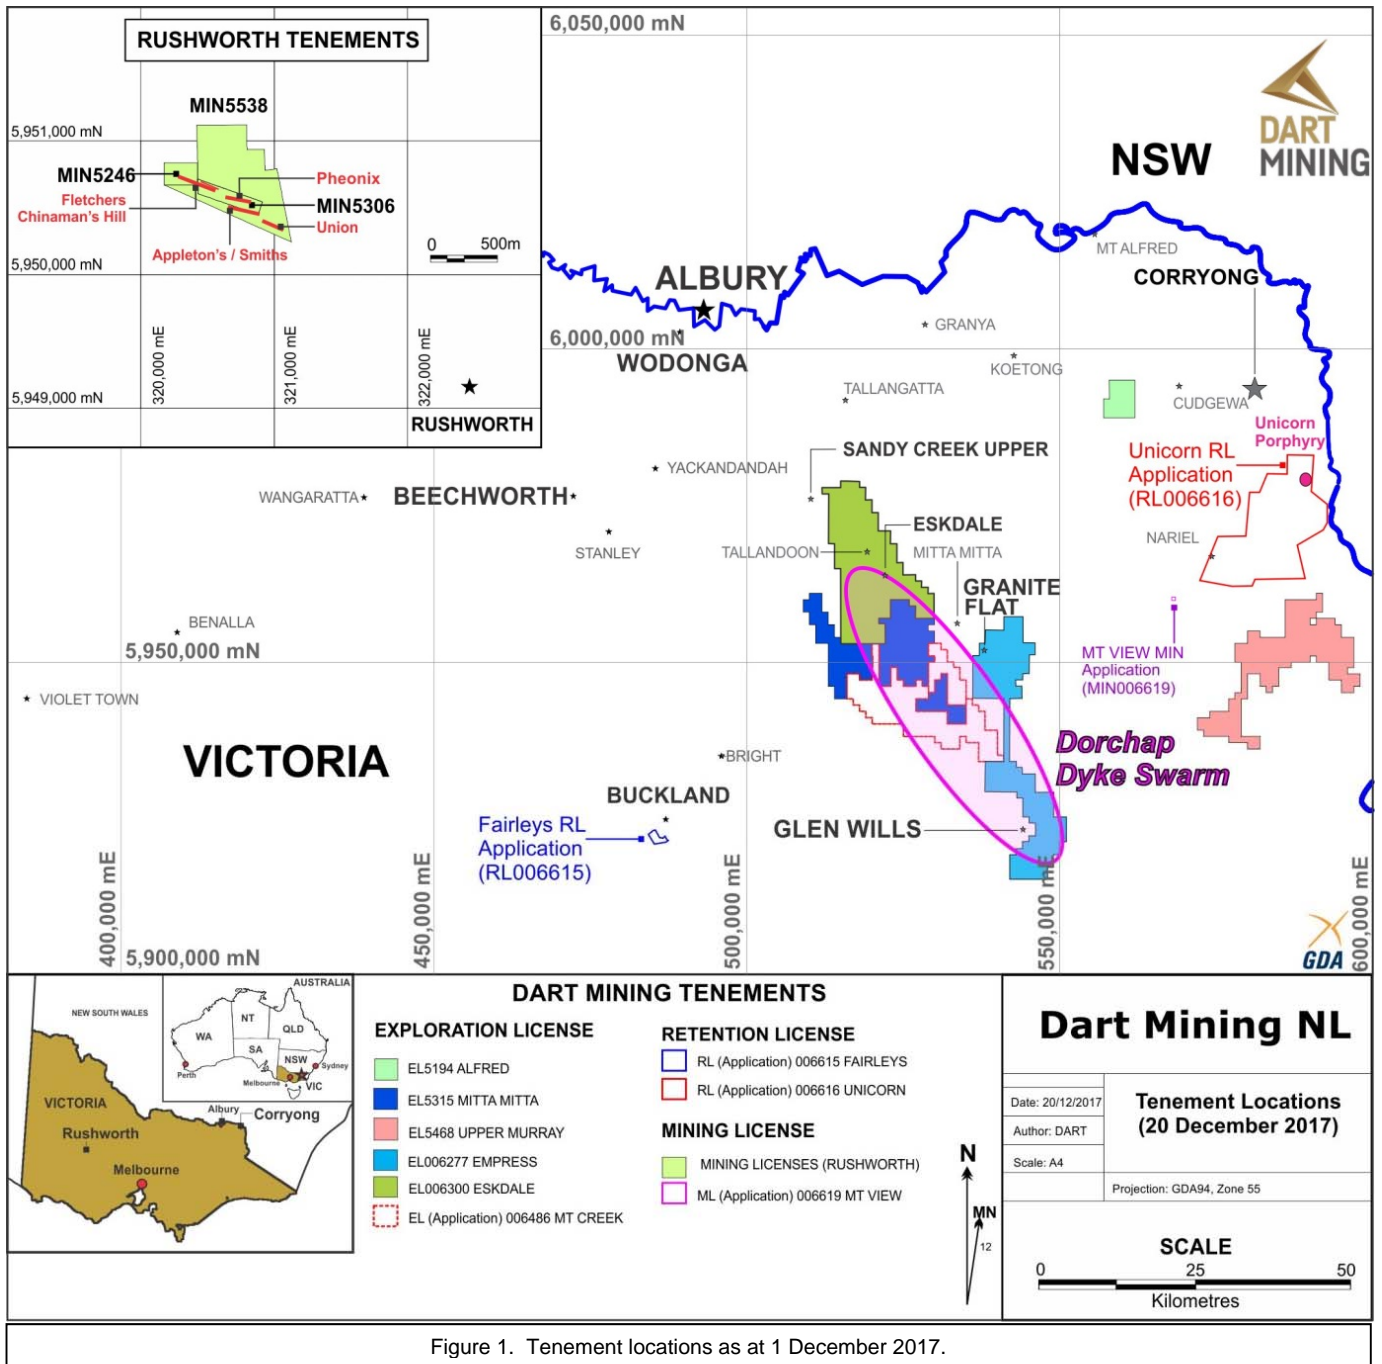 RUSHWORTH TENEMENTS
MIN5538
5,951,000 mN
MIN5246
Pheonix
Fletchers
Chinaman's Hill
MIN5306
Union
Appleton's / Smiths
0 500m
5,950,000 mN
320,000 mE
321,000 mE
322,000 mE
5,949,000 mN
RUSHWORTH
6,050,000 mN
DART
MINING
NSW
MT ALFRED
CORRYONG
ALBURY
6,000,000 mN
WODONGA
GRANYA
KOETONG
TALLANGATTA
CUDGEWA
Unicorn
Porphyry
Unicorn RL
Application
(RL006616)
SANDY CREEK UPPER
YACKANDANDAH
WANGARATTA
BEECHWORTH
STANLEY
ESKDALE
TALLANDOON
MITTA MITTA
NARIEL
GRANITE
FLAT
BENALLA
5,950,000 mN
MT VIEW MIN
Application
(MIN006619)
VIOLET TOWN
VICTORIA
BRIGHT
Dorchap
Dyke Swarm
BUCKLAND
Fairleys RL
Application
(RL006615)
GLEN WILLS
400,000 mE
450,000 mE
500,000 mE
550,000 mE
600,000 mE
5,900,000 mN
GDA
NEW SOUTH WALES
AUSTRALIA
NT
WA
QLD
SA
NSW
Sydney
Perth
Melbourne
VIC
VICTORIA
Albury
Corryong
Rushworth
Melbourne
DART MINING TENEMENTS
EXPLORATION LICENSE
EL5194 ALFRED
EL5315 MITTA MITTA
EL5468 UPPER MURRAY
EL006277 EMPRESS
EL006300 ESKDALE
EL (Application) 006486 MT CREEK
RETENTION LICENSE
RL (Application) 006615 FAIRLEYS
RL (Application) 006616 UNICORN
MINING LICENSE
MINING LICENSES (RUSHWORTH)
ML (Application) 006619 MT VIEW
N
MN
12
Dart Mining NL
Date: 20/12/2017
Author: DART
Scale: A4
Tenement Locations
(20 December 2017)
Projection: GDA94, Zone 55
SCALE
0 25 50
Kilometres
Figure 1. Tenement locations as at 1 December 2017.